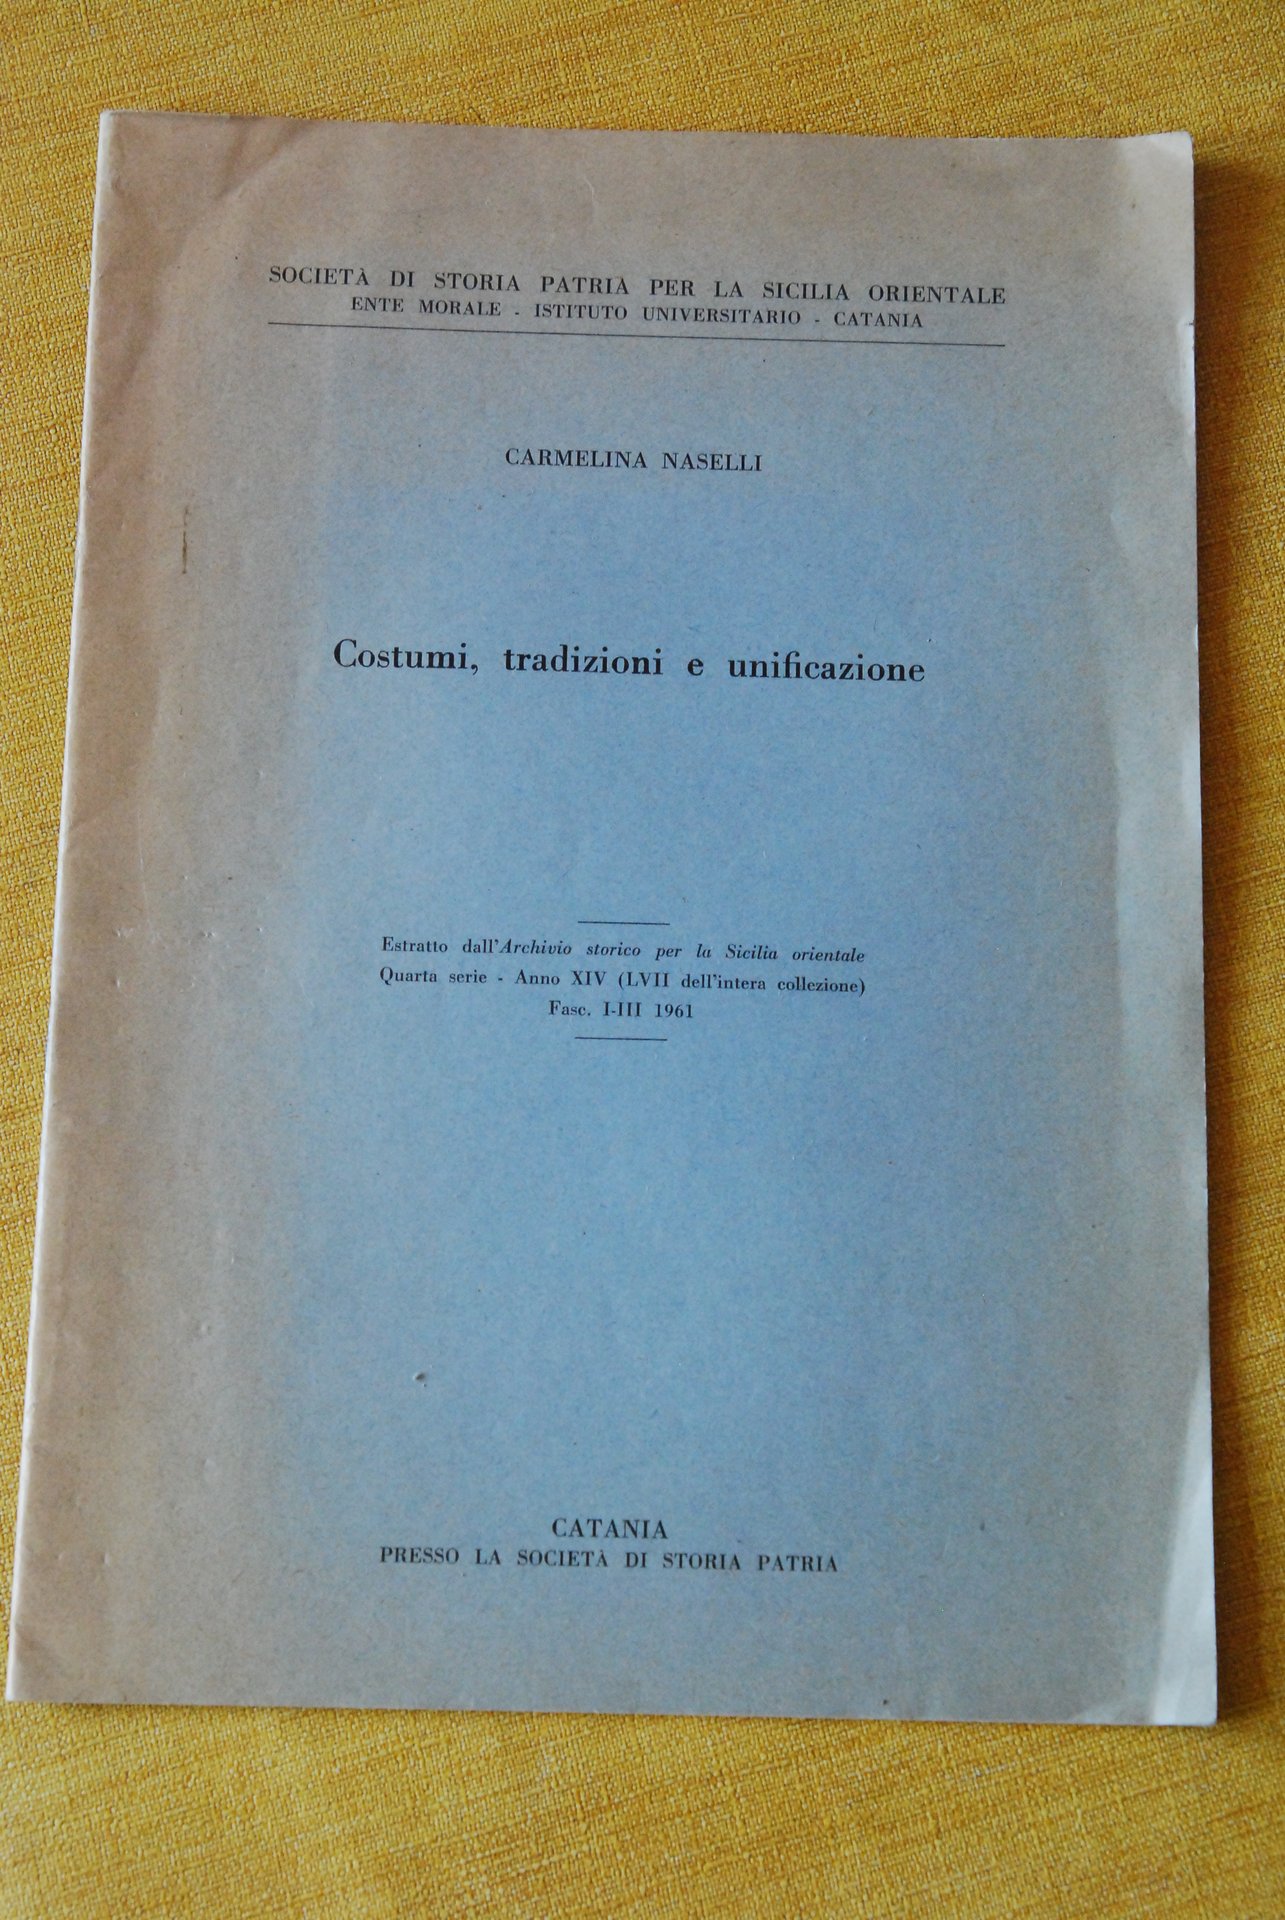 SOCIETÀ DI STORIA PATRIA PER LA SICILIA ORIENTALE
ENTE MORALE - ISTITUTO UNIVERSITARIO - CATANIA
CARMELINA NASELLI
Costumi, tradizioni e unificazione
Estratto dall'Archivio storico per la Sicilia orientale
Quarta serie - Anno XIV (LVII dell'intera collezione)
Fasc. I-III 1961
CATANIA
PRESSO LA SOCIETÀ DI STORIA PATRIA